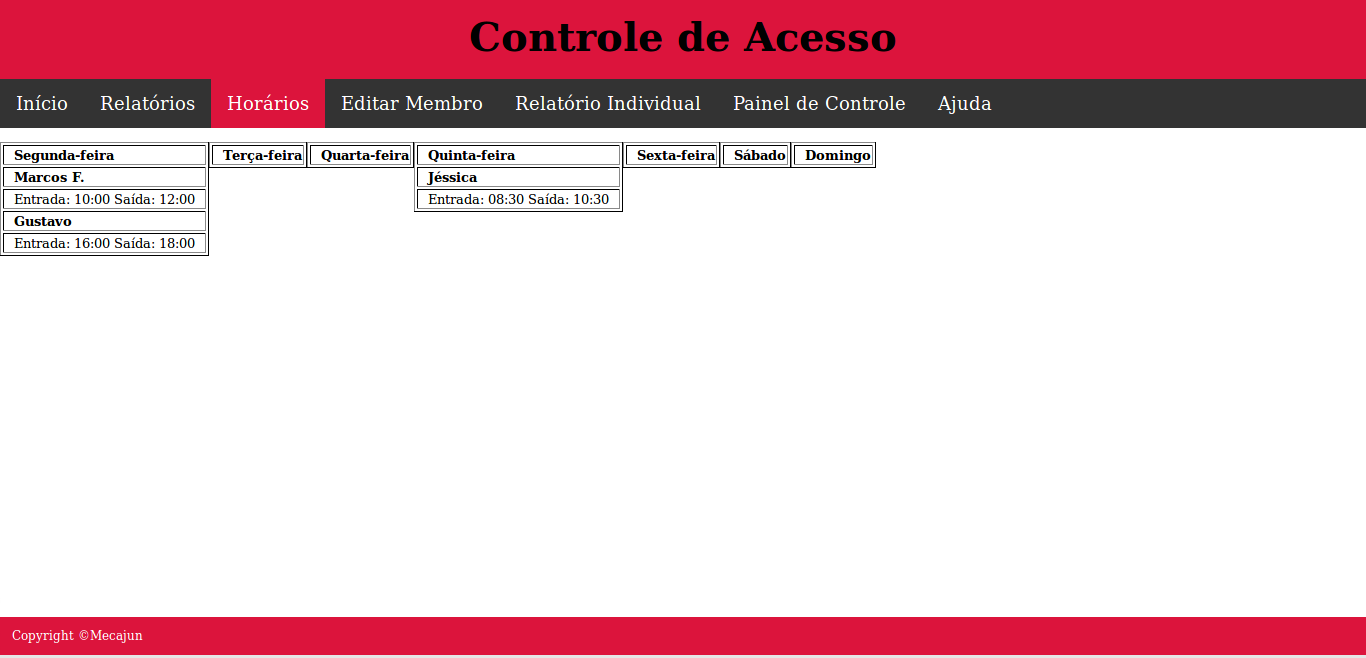 Controle de Acesso
Início Relatórios Horários Editar Membro Relatório Individual Painel de Controle Ajuda
Segunda-feira Terça-feira Quarta-feira Quinta-feira Sexta-feira Sábado Domingo
Marcos F. Jéssica
Entrada: 10:00 Saída: 12:00 Entrada: 08:30 Saída: 10:30
Gustavo
Entrada: 16:00 Saída: 18:00
Copyright ©Mecajun